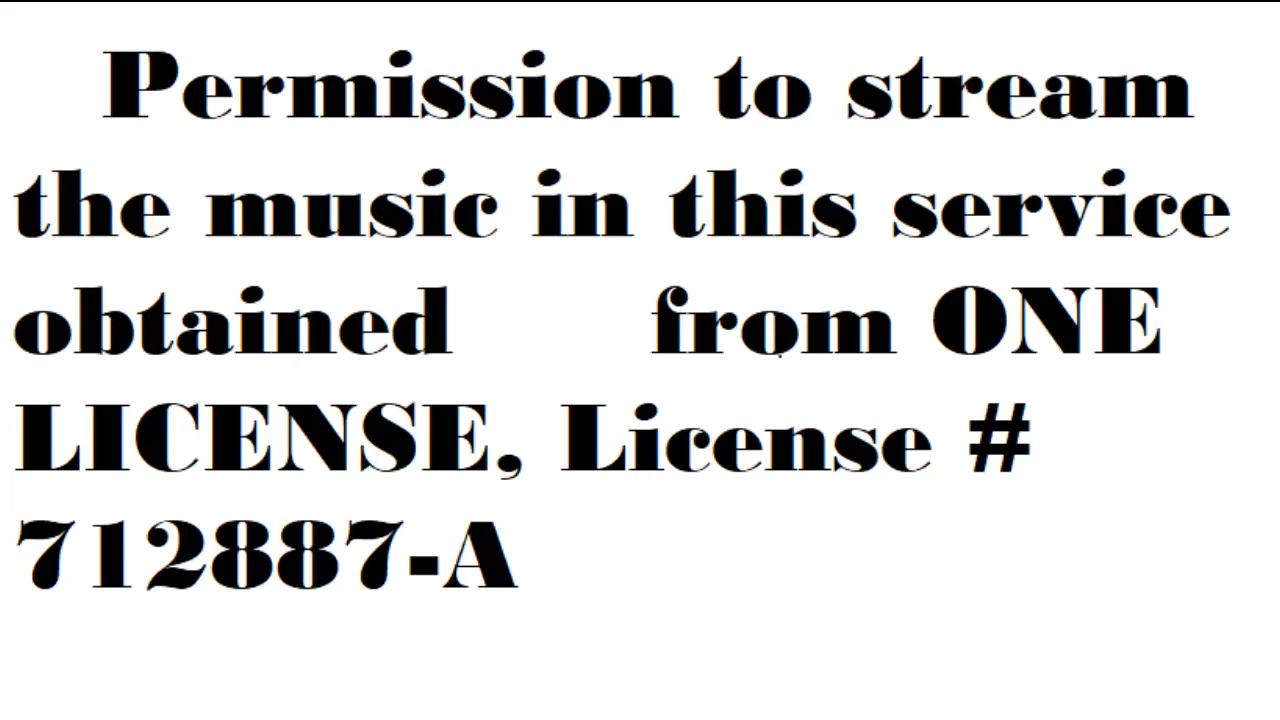 Permission to stream
the music in this service
obtained from ONE
LICENSE, License #
712887-A